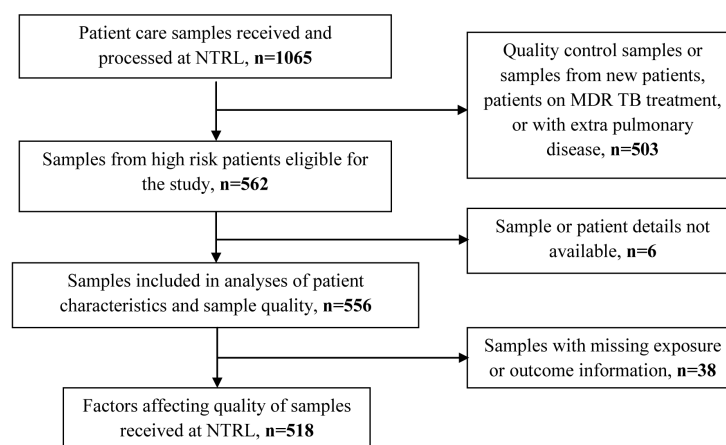 Patient care samples received and
processed at NTRL, n=1065
Quality control samples or
samples from new patients,
patients on MDR TB treatment,
or with extra pulmonary
disease, n=503
Samples from high risk patients eligible for
the study, n=562
Sample or patient details not
available, n=6
Samples included in analyses of patient
characteristics and sample quality, n=556
Samples with missing exposure
or outcome information, n=38
Factors affecting quality of samples
received at NTRL, n=518